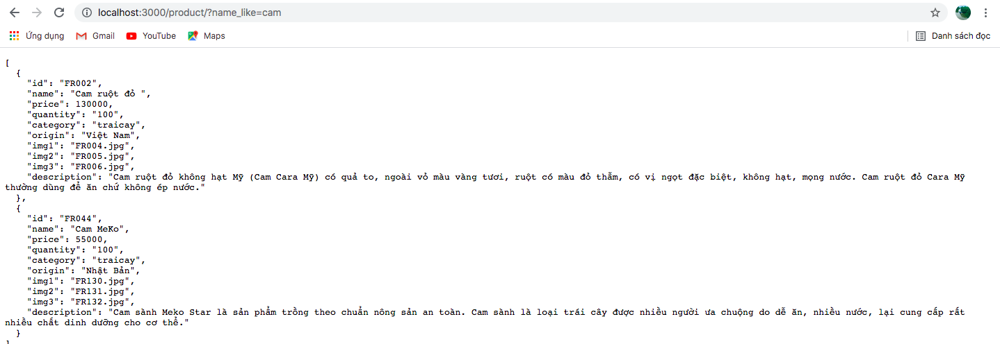 localhost:3000/product/?name_like=cam
Ứng dụng Gmail YouTube Maps Danh sách đọc
[
{
"id": "FR002",
"name": "Cam ruột đỏ ",
"price": 130000,
"quantity": "100",
"category": "traicay",
"origin": "Việt Nam",
"img1": "FR004.jpg",
"img2": "FR005.jpg",
"img3": "FR006.jpg",
"description": "Cam ruột đỏ không hạt Mỹ (Cam Cara Mỹ) có quả to, ngoài vỏ màu vàng tươi, ruột có màu đỏ thẫm, có vị ngọt đặc biệt, không hạt, mọng nước. Cam ruột đỏ Cara Mỹ
thường dùng để ăn chứ không ép nước."
},
{
"id": "FR044",
"name": "Cam MeKo",
"price": 55000,
"quantity": "100",
"category": "traicay",
"origin": "Nhật Bản",
"img1": "FR130.jpg",
"img2": "FR131.jpg",
"img3": "FR132.jpg",
"description": "Cam sành Meko Star là sản phẩm trồng theo chuẩn nông sản an toàn. Cam sành là loại trái cây được nhiều người ưa chuộng do dễ ăn, nhiều nước, lại cung cấp rất
nhiều chất dinh dưỡng cho cơ thể."
}
]